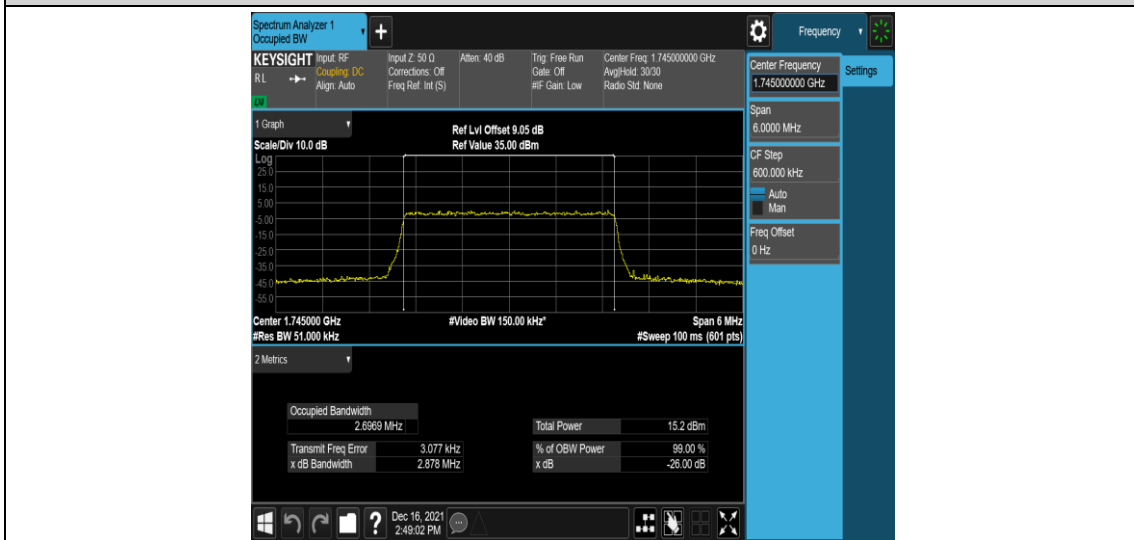 Spectrum Analyzer 1
Occupied BW
+
Frequency
KEYSIGHT
RL
LXI
Input: RF
Coupling: DC
Align: Auto
Input Z: 50 Ω
Corrections: Off
Freq Ref: Int (S)
Atten: 40 dB
Trig: Free Run
Gate: Off
#IF Gain: Low
Center Freq: 1.745000000 GHz
Avg|Hold: 30/30
Radio Std: None
Center Frequency
1.745000000 GHz
Settings
Span
6.0000 MHz
CF Step
600.000 kHz
Auto
Man
Freq Offset
0 Hz
1 Graph
Scale/Div 10.0 dB
Ref Lvl Offset 9.05 dB
Ref Value 35.00 dBm
Log
25.0
15.0
5.00
-5.00
-15.0
-25.0
-35.0
-45.0
-55.0
Center 1.745000 GHz
#Res BW 51.000 kHz
#Video BW 150.00 kHz*
Span 6 MHz
#Sweep 100 ms (601 pts)
2 Metrics
Occupied Bandwidth
2.6969 MHz
Total Power 15.2 dBm
Transmit Freq Error 3.077 kHz
% of OBW Power 99.00 %
x dB Bandwidth 2.878 MHz
x dB -26.00 dB
?
Dec 16, 2021
2:49:02 PM